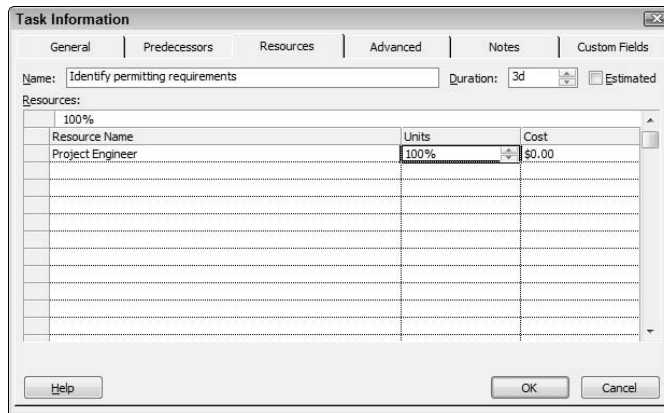 Task Information
General Predecessors Resources Advanced Notes Custom Fields
Name: Identify permitting requirements Duration: 3d Estimated
Resources:
100%
Resource Name Units Cost
Project Engineer 100% $0.00
Help OK Cancel